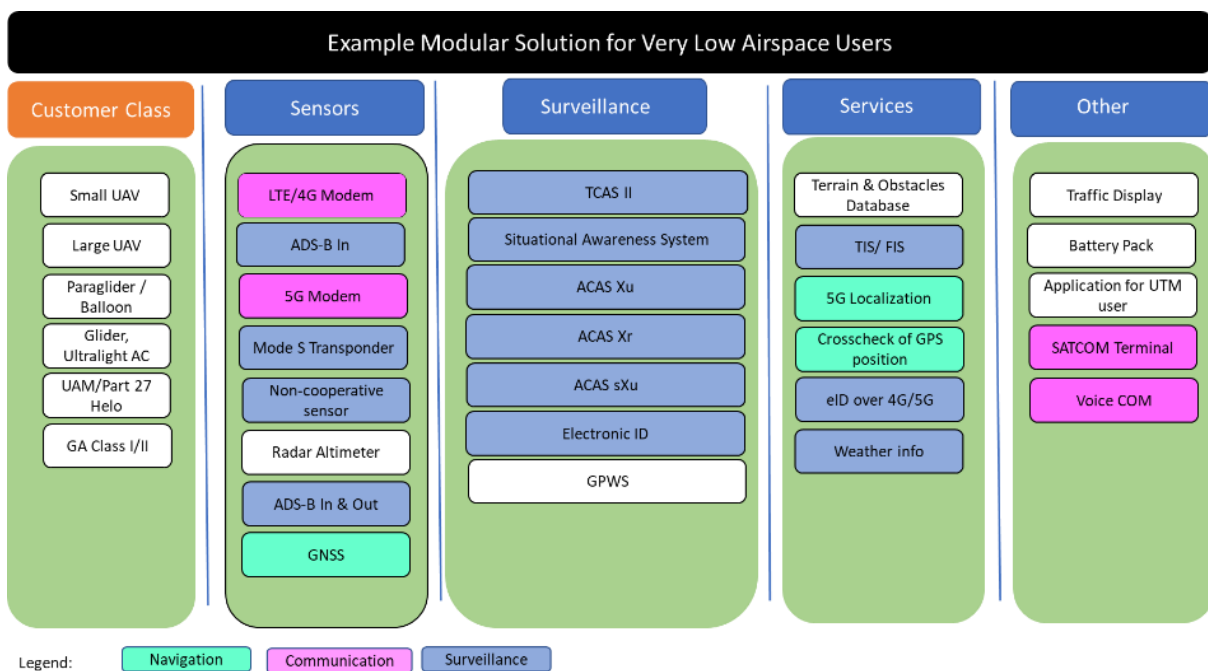 Example Modular Solution for Very Low Airspace Users
Customer Class
Small UAV
Large UAV
Paraglider /
Balloon
Glider,
Ultralight AC
UAM/Part 27
Helo
GA Class I/II
Sensors
LTE/4G Modem
ADS-B In
5G Modem
Mode S Transponder
Non-cooperative
sensor
Radar Altimeter
ADS-B In & Out
GNSS
Surveillance
TCAS II
Situational Awareness System
ACAS Xu
ACAS Xr
ACAS sXu
Electronic ID
GPWS
Services
Terrain & Obstacles
Database
TIS/ FIS
5G Localization
Crosscheck of GPS
position
eID over 4G/5G
Weather info
Other
Traffic Display
Battery Pack
Application for UTM
user
SATCOM Terminal
Voice COM
Legend:
Navigation
Communication
Surveillance